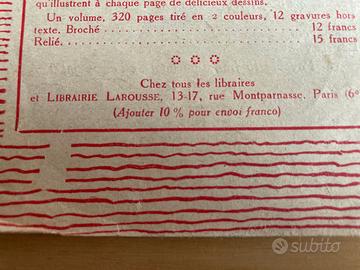 qu'illustrent à chaque page de délicieux dessins.
Un volume, 320 pages tiré en 2 couleurs, 12 gravures hors
texte. Broché 12 francs
Relié. 15 francs
Chez tous les libraires
et LIBRAIRIE LAROUSSE, 13-17, rue Montparnasse. Paris (6e
(Ajouter 10 % pour envoi franco)
subito